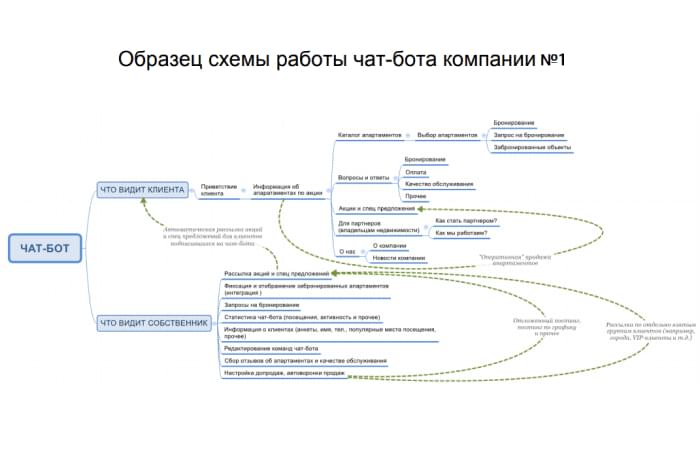 Образец схемы работы чат-бота компании №1
Бронирование
Каталог апартаментов
Выбор апартаментов
Запрос на бронирование
Забронированные объекты
Бронирование
Вопросы и ответы
Оплата
Качество обслуживания
Прочее
ЧТО ВИДИТ КЛИЕНТА
Приветствие
клиента
Информация об
апаратаментах по акции
Акции и спец предложения
Для партнеров
(владельцам недвижимости)
Как стать партнером?
Как мы работаем?
О нас
О компании
Новости компании
Автоматическая рассылка акций
и спец предложений для клиентов
подписавшихся на чат-бота
"Оперативная" продажа
апартаментов
ЧАТ-БОТ
ЧТО ВИДИТ СОБСТВЕННИК
Рассылка акций и спец предложений
Фиксация и отображение забронированных апартаментов
(интеграция )
Запросы на бронирование
Статистика чат-бота (посещения, активность и прочее)
Информация о клиентах (анкеты, имя, тел., популярные места посещения,
прочее)
Редактирование команд чат-бота
Сбор отзывов об апартаментах и качестве обслуживания
Настройки допродаж, автоворонки продаж
Отложенный постинг,
постинг по графику
и прочее
Рассылки по отдельно взятым
группам клиентов (например,
города, VIP-клиенты и т.д.)